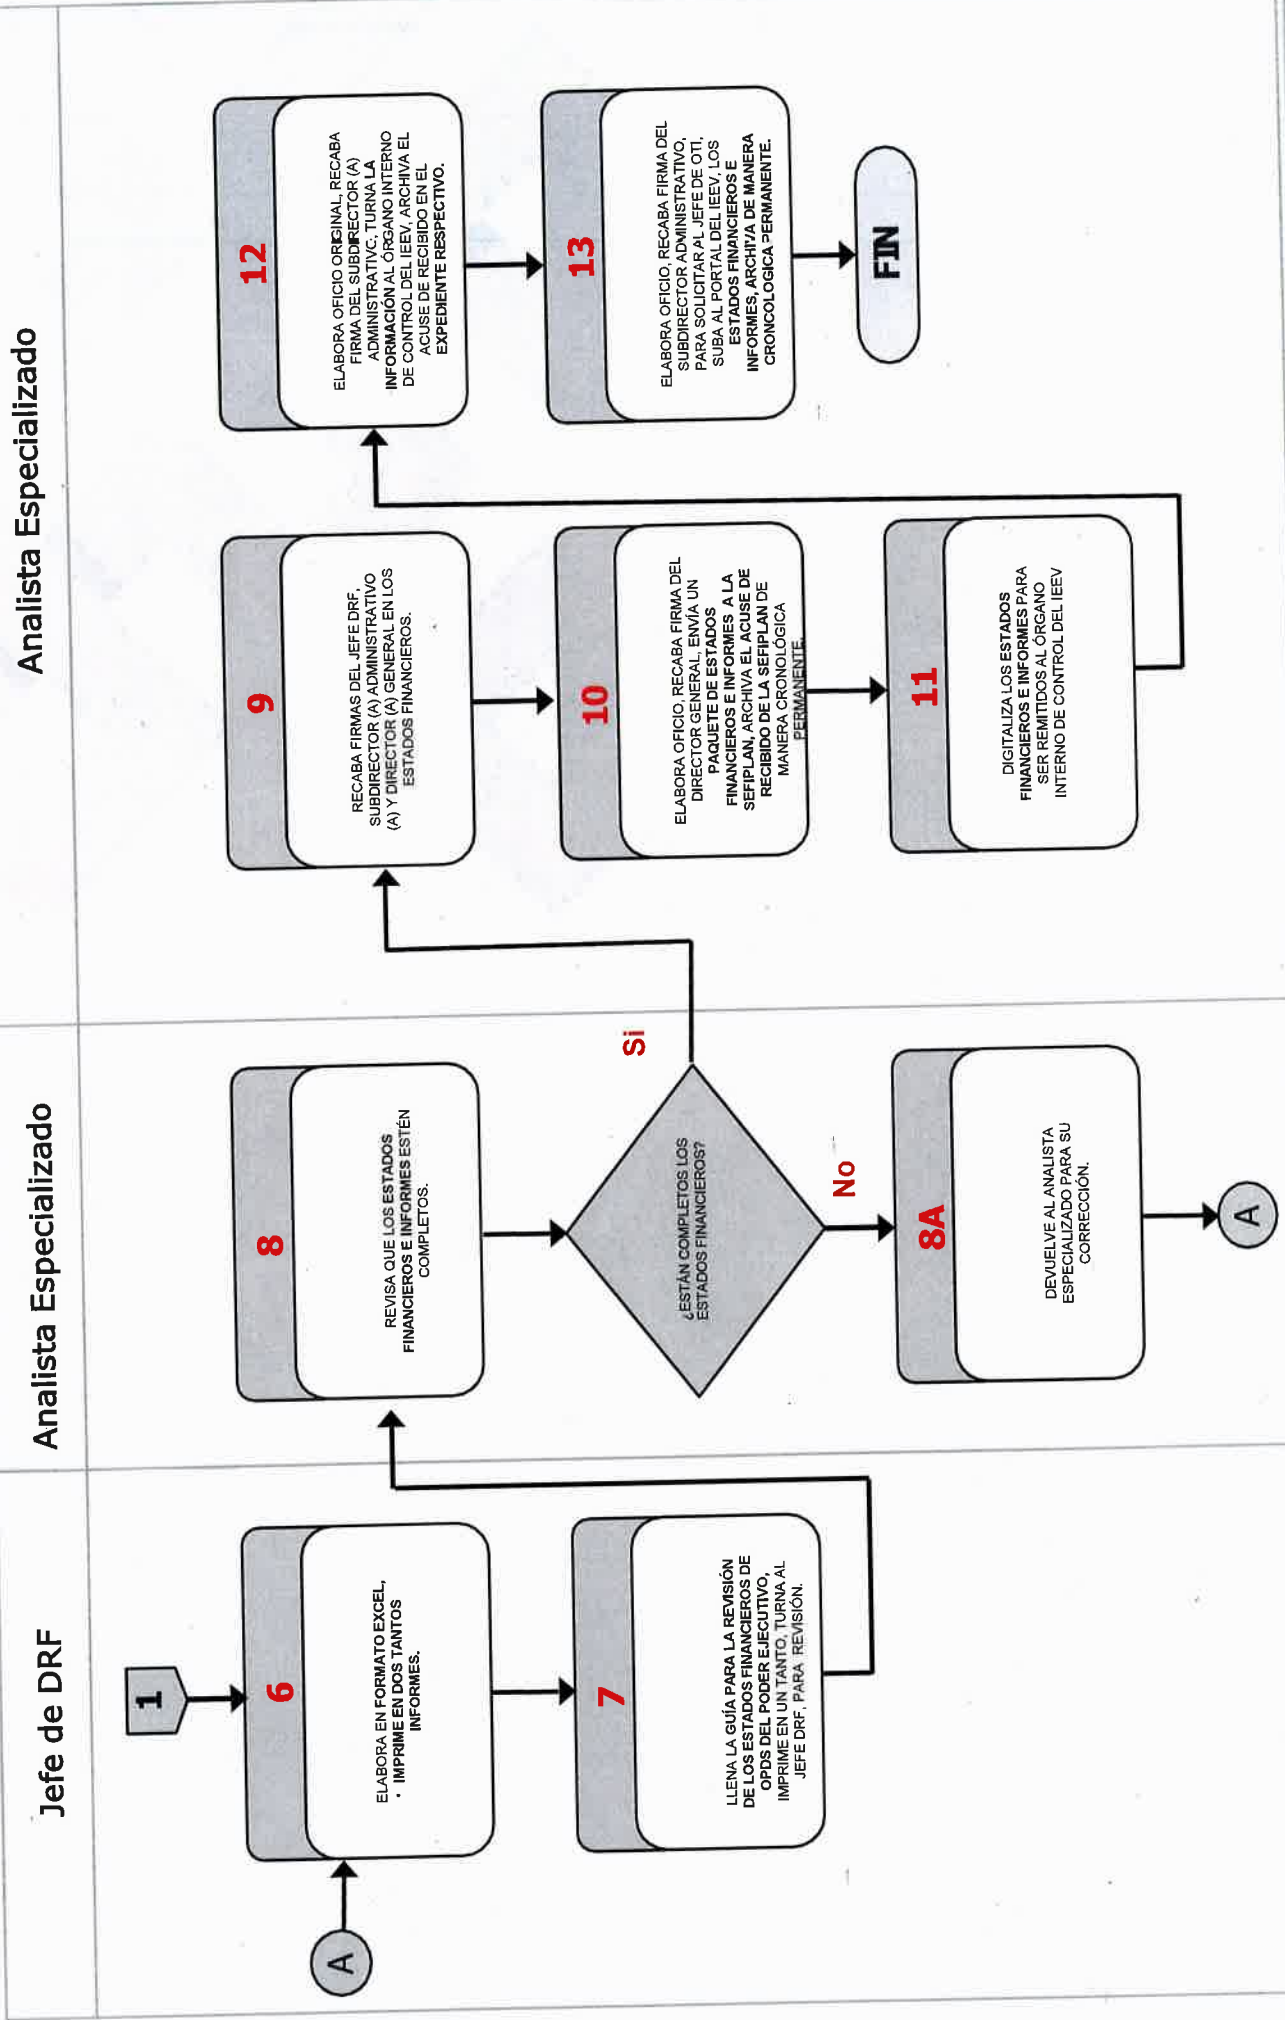 Jefe de DRF
Analista Especializado
Analista Especializado
1
A
6
ELABORA EN FORMATO EXCEL,
• IMPRIME EN DOS TANTOS
INFORMES.
7
LLENA LA GUÍA PARA LA REVISIÓN
DE LOS ESTADOS FINANCIEROS DE
OPDS DEL PODER EJECUTIVO,
IMPRIME EN UN TANTO, TURNA AL
JEFE DRF, PARA REVISIÓN.
8
REVISA QUE LOS ESTADOS
FINANCIEROS E INFORMES ESTÉN
COMPLETOS.
¿ESTÁN COMPLETOS LOS
ESTADOS FINANCIEROS?
Si
No
8A
DEVUELVE AL ANALISTA
ESPECIALIZADO PARA SU
CORRECCIÓN.
A
9
RECABA FIRMAS DEL JEFE DRF,
SUBDIRECTOR (A) ADMINISTRATIVO
(A) Y DIRECTOR (A) GENERAL EN LOS
ESTADOS FINANCIEROS.
10
ELABORA OFICIO, RECABA FIRMA DEL
DIRECTOR GENERAL, ENVÍA UN
PAQUETE DE ESTADOS
FINANCIEROS E INFORMES A LA
SEFIPLAN, ARCHIVA EL ACUSE DE
RECIBIDO DE LA SEFIPLAN DE
MANERA CRONOLÓGICA
PERMANENTE.
11
DIGITALIZA LOS ESTADOS
FINANCIEROS E INFORMES PARA
SER REMITIDOS AL ÓRGANO
INTERNO DE CONTROL DEL IEEV
12
ELABORA OFICIO ORIGINAL, RECABA
FIRMA DEL SUBDIRECTOR (A)
ADMINISTRATIVC, TURNA LA
INFORMACIÓN AL ÓRGANO INTERNO
DE CONTROL DEL IEEV, ARCHIVA EL
ACUSE DE RECIBIDO EN EL
EXPEDIENTE RESPECTIVO.
13
ELABORA OFICIO, RECABA FIRMA DEL
SUBDIRECTOR ADMINISTRATIVO,
PARA SOLICITAR AL JEFE DE OTI,
SUBA AL PORTAL DEL IEEV, LOS
ESTADOS FINANCIEROS E
INFORMES, ARCHIVA DE MANERA
CRONCOLOGICA PERMANENTE.
FIN